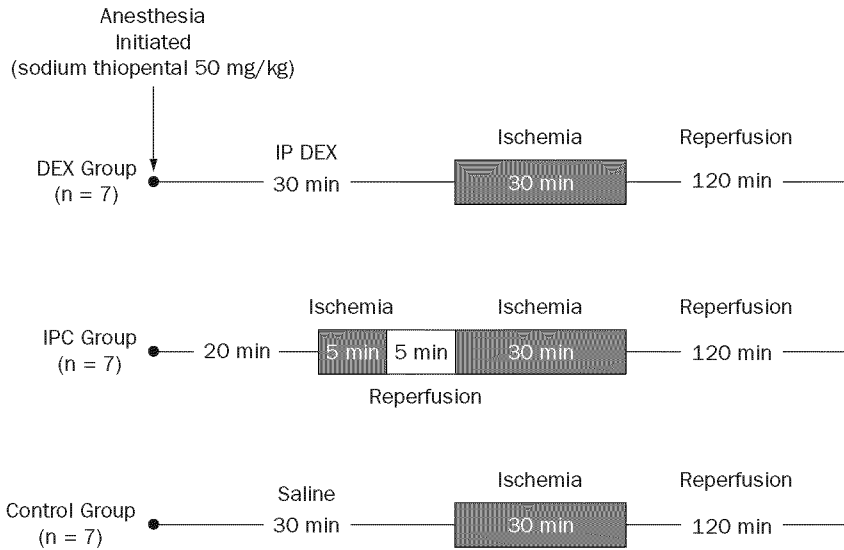 Anesthesia
Initiated
(sodium thiopental 50 mg/kg)
DEX Group
(n = 7)
IP DEX
30 min
Ischemia
30 min
Reperfusion
120 min
IPC Group
(n = 7)
20 min
Ischemia
5 min
5 min
Reperfusion
Ischemia
30 min
Reperfusion
120 min
Control Group
(n = 7)
Saline
30 min
Ischemia
30 min
Reperfusion
120 min